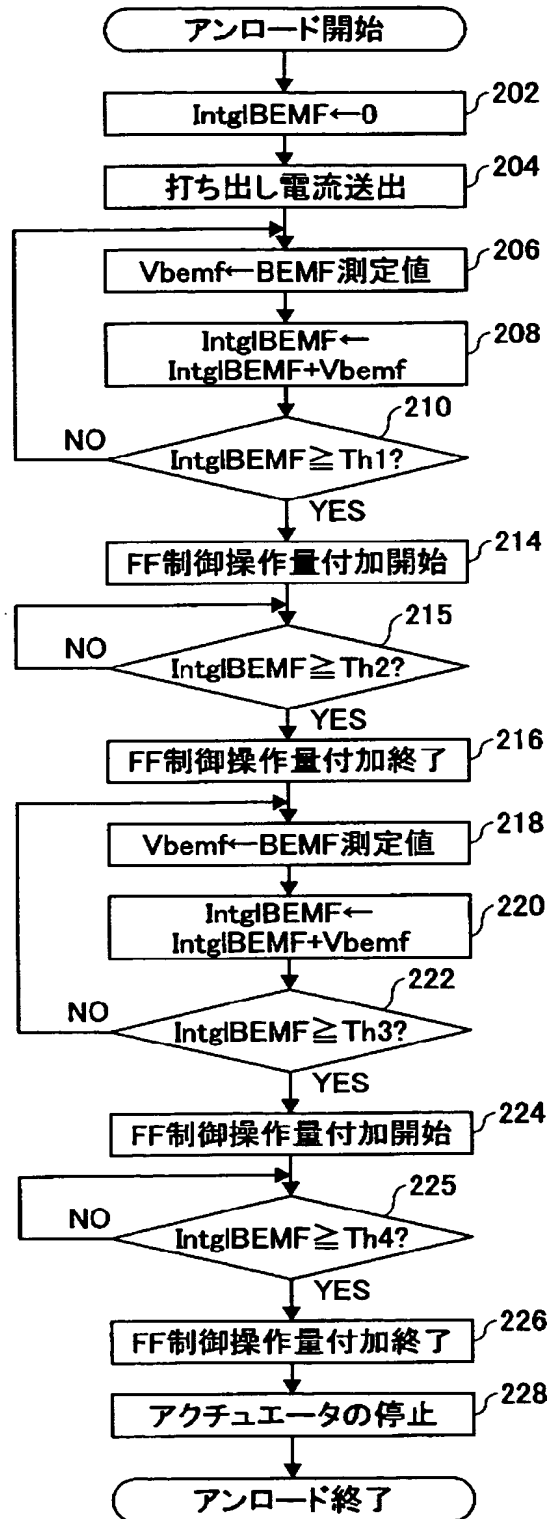 アンロード開始
IntglBEMF←0
202
打ち出し電流送出
204
Vbemf←BEMF測定値
206
IntglBEMF←
IntglBEMF+Vbemf
208
IntglBEMF≧Th1?
210
NO
YES
FF制御操作量付加開始
214
IntglBEMF≧Th2?
215
NO
YES
FF制御操作量付加終了
216
Vbemf←BEMF測定値
218
IntglBEMF←
IntglBEMF+Vbemf
220
IntglBEMF≧Th3?
222
NO
YES
FF制御操作量付加開始
224
IntglBEMF≧Th4?
225
NO
YES
FF制御操作量付加終了
226
アクチュエータの停止
228
アンロード終了